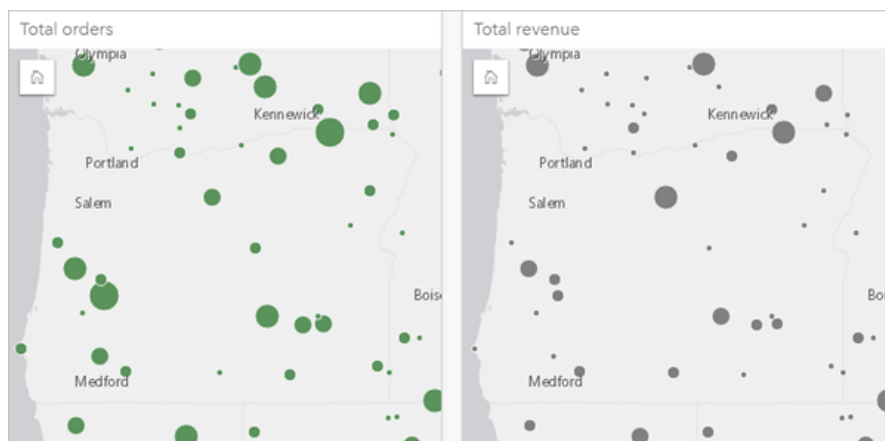 Total orders
Olympia
Kennewick
Portland
Salem
Medford
Total revenue
Olympia
Kennewick
Portland
Salem
Medford